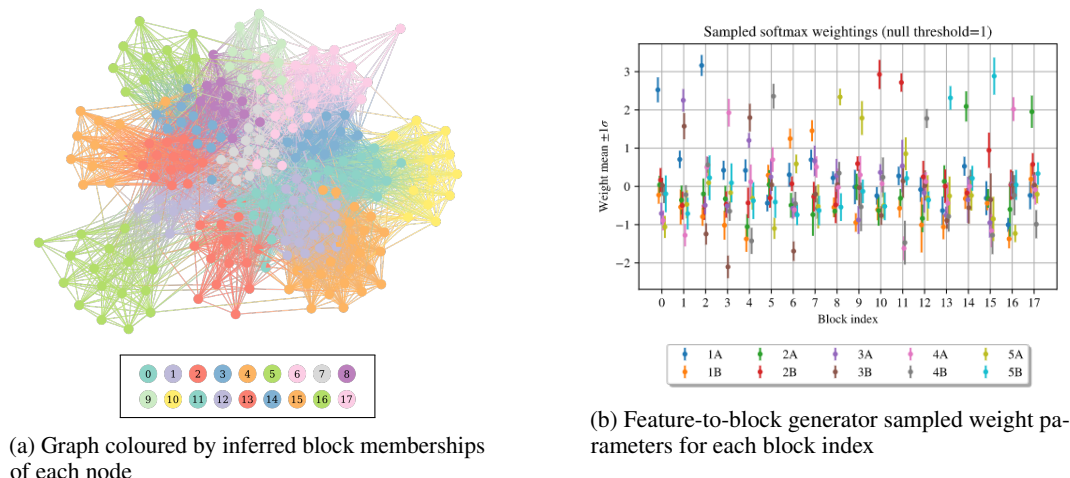 0 1 2 3 4 5 6 7 8
9 10 11 12 13 14 15 16 17
(a) Graph coloured by inferred block memberships
of each node
Sampled softmax weightings (null threshold=1)
Weight mean ±1σ
3
2
1
0
−1
−2
0 1 2 3 4 5 6 7 8 9 10 11 12 13 14 15 16 17
Block index
1A 2A 3A 4A 5A
1B 2B 3B 4B 5B
(b) Feature-to-block generator sampled weight pa-
rameters for each block index